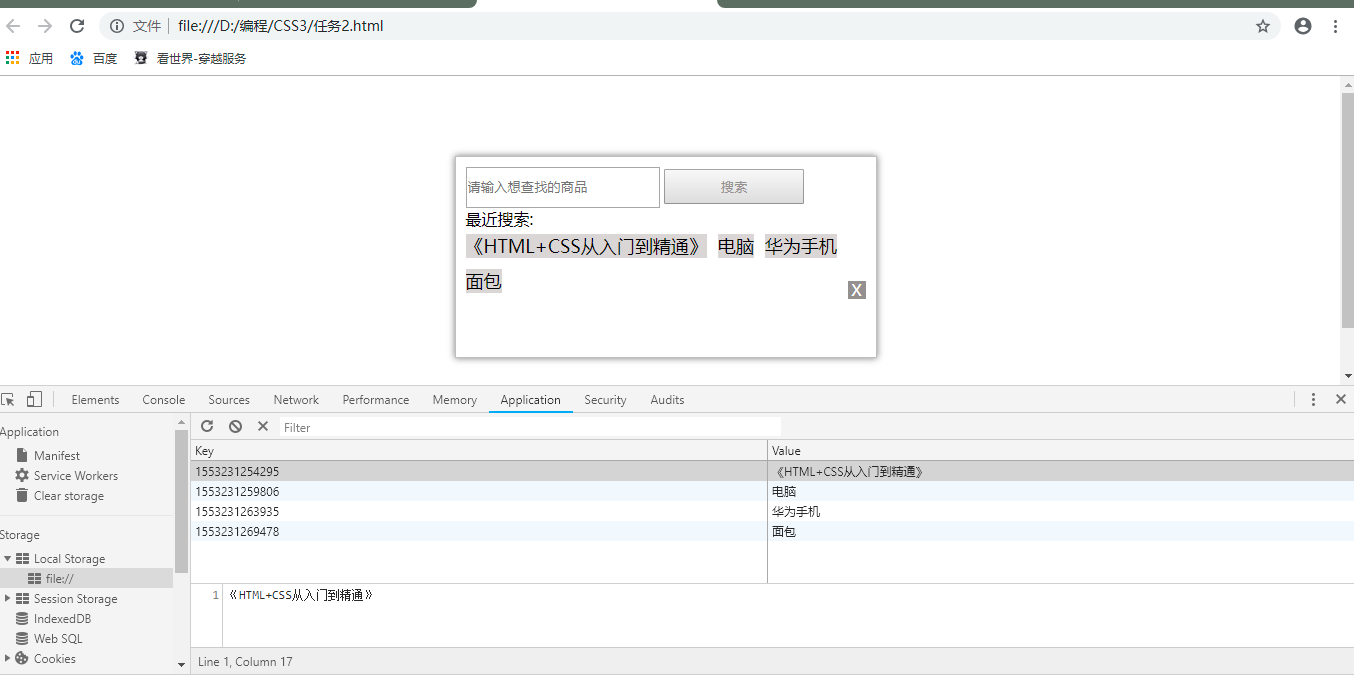 文件 file:///D:/编程/CSS3/任务2.html
应用 百度 看世界-穿越服务
请输入想查找的商品 搜索
最近搜索:
《HTML+CSS从入门到精通》 电脑 华为手机
面包
X
Elements Console Sources Network Performance Memory Application Security Audits
Application
Manifest
Service Workers
Clear storage
Storage
Local Storage
file://
Session Storage
IndexedDB
Web SQL
Cookies
Filter
Key Value
1553231254295 《HTML+CSS从入门到精通》
1553231259806 电脑
1553231263935 华为手机
1553231269478 面包
1 《HTML+CSS从入门到精通》
Line 1, Column 17